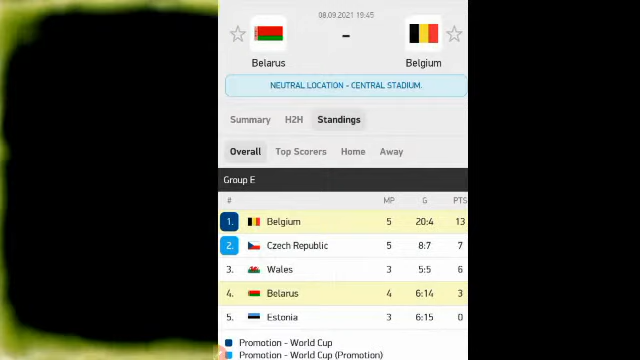 08.09.2021 19:45
-
Belarus Belgium
NEUTRAL LOCATION - CENTRAL STADIUM.
Summary H2H Standings
Overall Top Scorers Home Away
Group E
# MP G PTS
1. Belgium 5 20:4 13
2. Czech Republic 5 8:7 7
3. Wales 3 5:5 6
4. Belarus 4 6:14 3
5. Estonia 3 6:15 0
Promotion - World Cup
Promotion - World Cup (Promotion)